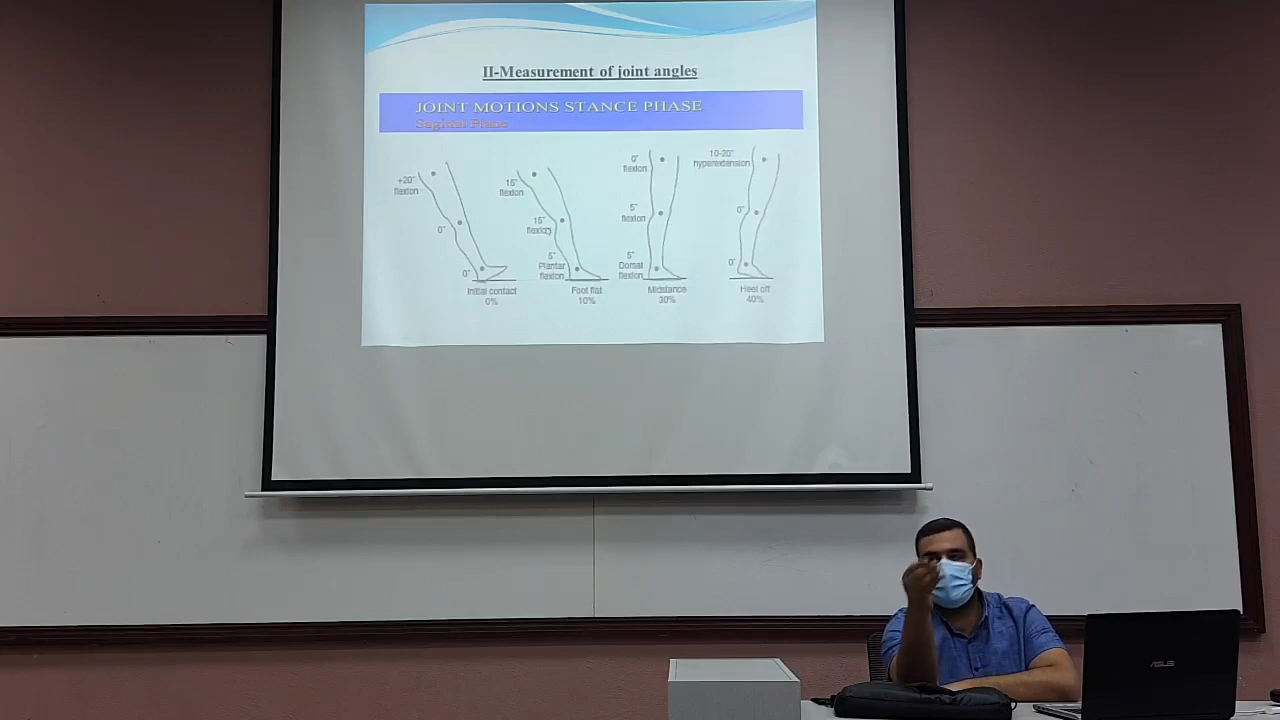 II-Measurement of joint angles
JOINT MOTIONS STANCE PHASE
Sagittal Plane
+20°
flexion
0°
0°
Initial contact
0%
15°
flexion
15°
flexion
5°
Plantar
flexion
Foot flat
10%
0°
flexion
5°
flexion
5°
Dorsal
flexion
Midstance
30%
10-20°
hyperextension
0°
0°
Heel off
40%
ASUS